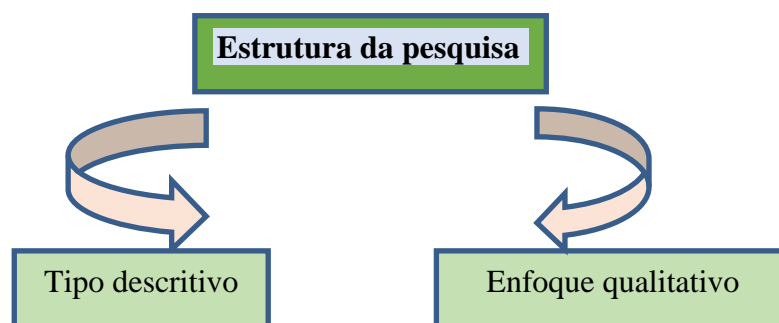 Estrutura da pesquisa
Tipo descritivo
Enfoque qualitativo